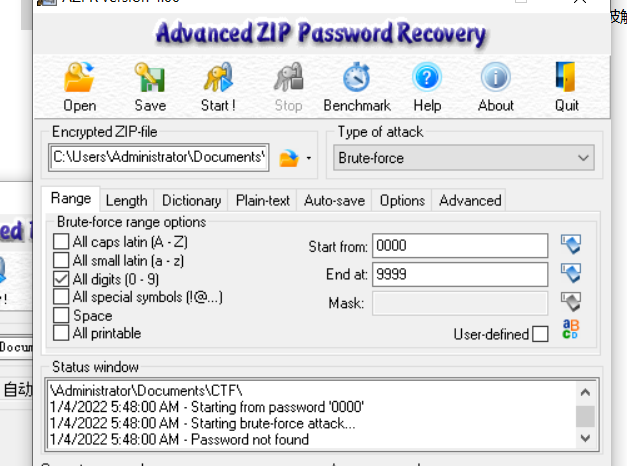 Advanced ZIP Password Recovery
Open Save Start! Stop Benchmark Help About Quit
Encrypted ZIP-file
Type of attack
C:\Users\Administrator\Documents\
Brute-force
Range Length Dictionary Plain-text Auto-save Options Advanced
Brute-force range options
All caps latin (A - Z)
All small latin (a - z)
All digits (0 - 9)
All special symbols (!@...)
Space
All printable
Start from: 0000
End at: 9999
Mask:
User-defined
Status window
\Administrator\Documents\CTF\
1/4/2022 5:48:00 AM - Starting from password '0000'
1/4/2022 5:48:00 AM - Starting brute-force attack...
1/4/2022 5:48:00 AM - Password not found
ed
Docum
自动